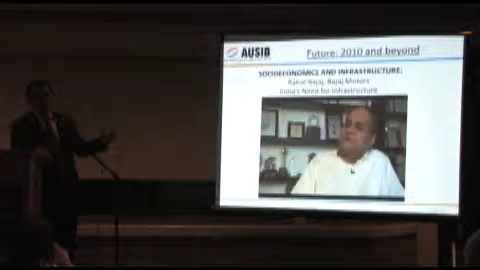 AUSIB
Future: 2010 and beyond
SOCIOECONOMICS AND INFRASTRUCTURE:
Rahul Bajaj, Bajaj Motors
India's Need for Infrastructure